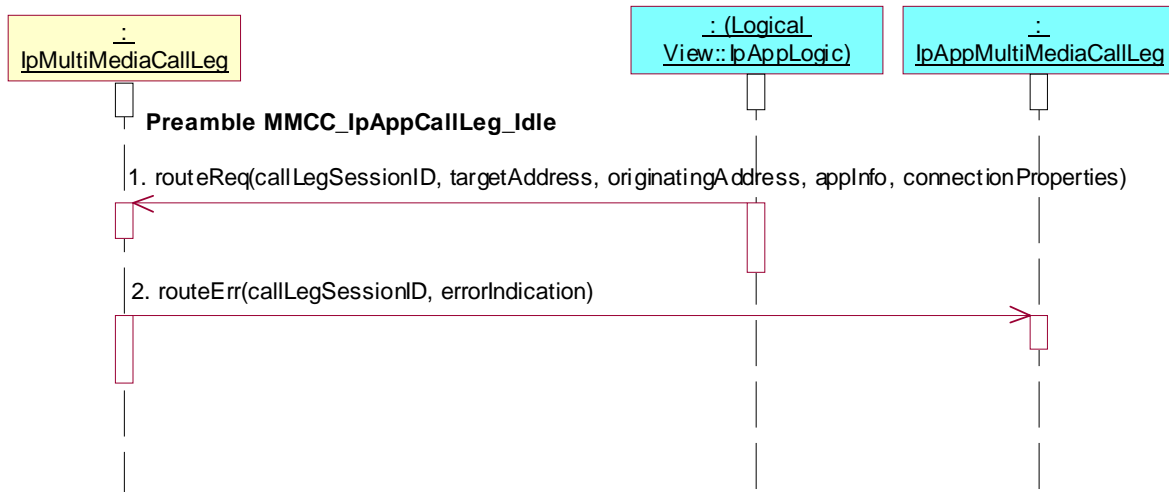 :
IpMultiMediaCallLeg
: (Logical
View::IpAppLogic)
:
IpAppMultiMediaCallLeg
Preamble MMCC_IpAppCallLeg_Idle
1. routeReq(callLegSessionID, targetAddress, originatingAddress, appInfo, connectionProperties)
2. routeErr(callLegSessionID, errorIndication)